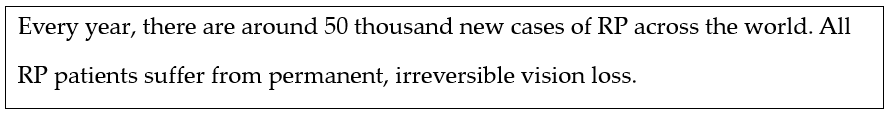 Every year, there are around 50 thousand new cases of RP across the world. All
RP patients suffer from permanent, irreversible vision loss.